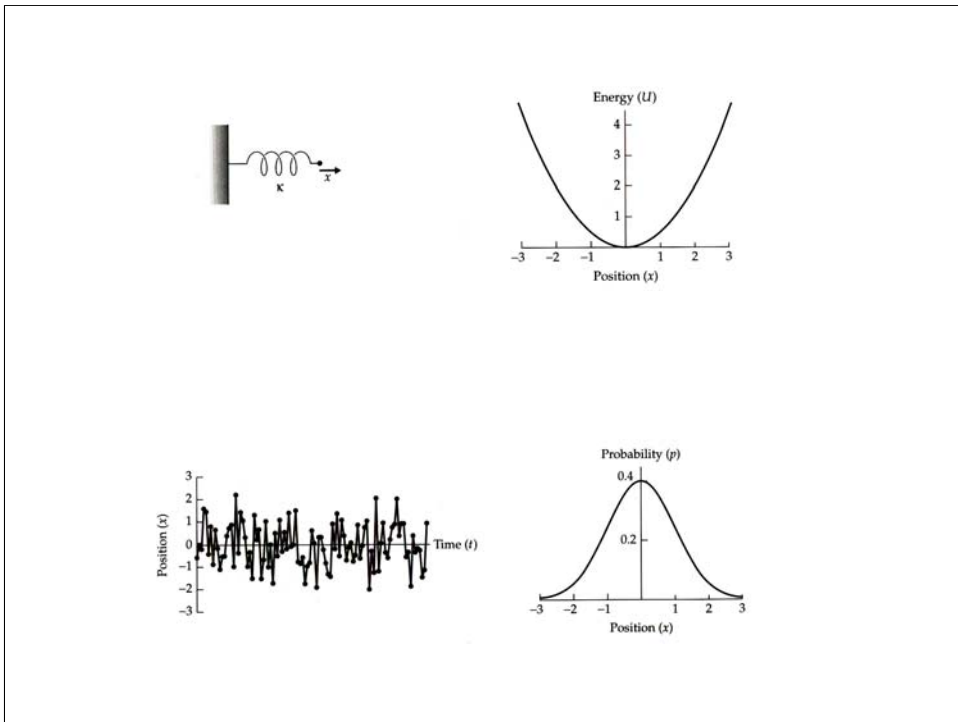 κ
x
Energy (U)
4
3
2
1
−3 −2 −1 1 2 3
Position (x)
Position (x)
3
2
1
0
−1
−2
−3
Time (t)
Probability (p)
0.4
0.2
−3 −2 −1 1 2 3
Position (x)